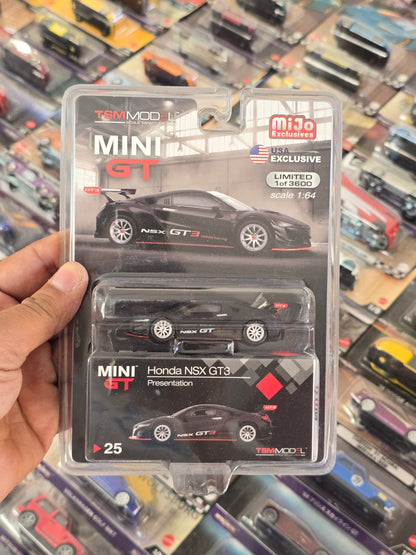 TSMMODEL
MINI
GT
MiJo
Exclusives
USA
EXCLUSIVE
LIMITED
1 of 3600
scale 1:64
GT3
NSX GT3
NSX GT
MINI
GT
Honda NSX GT3
Presentation
NSX GT3
25
TSMMODEL